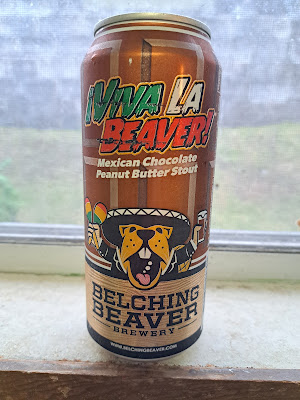 ¡VIVA LA
BEAVER!
Mexican Chocolate
Peanut Butter Stout
BELCHING
BEAVER
BREWERY
WWW.BELCHINGBEAVER.COM